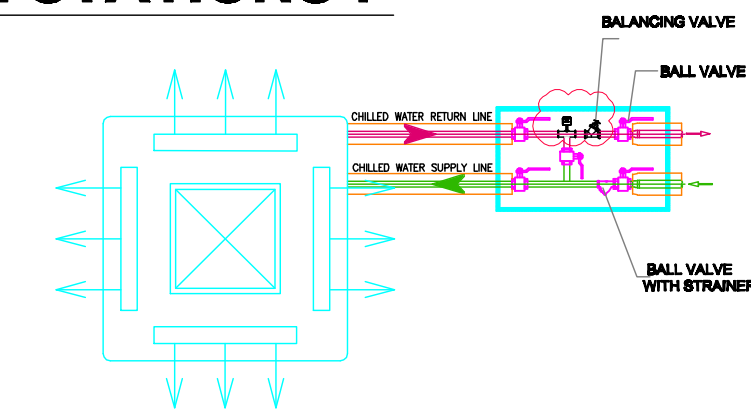 BALANCING VALVE
BALL VALVE
CHILLED WATER RETURN LINE
CHILLED WATER SUPPLY LINE
BALL VALVE
WITH STRAINER